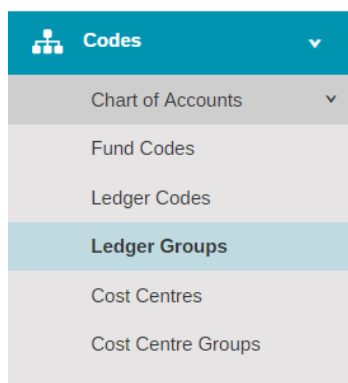 Codes
Chart of Accounts
Fund Codes
Ledger Codes
Ledger Groups
Cost Centres
Cost Centre Groups